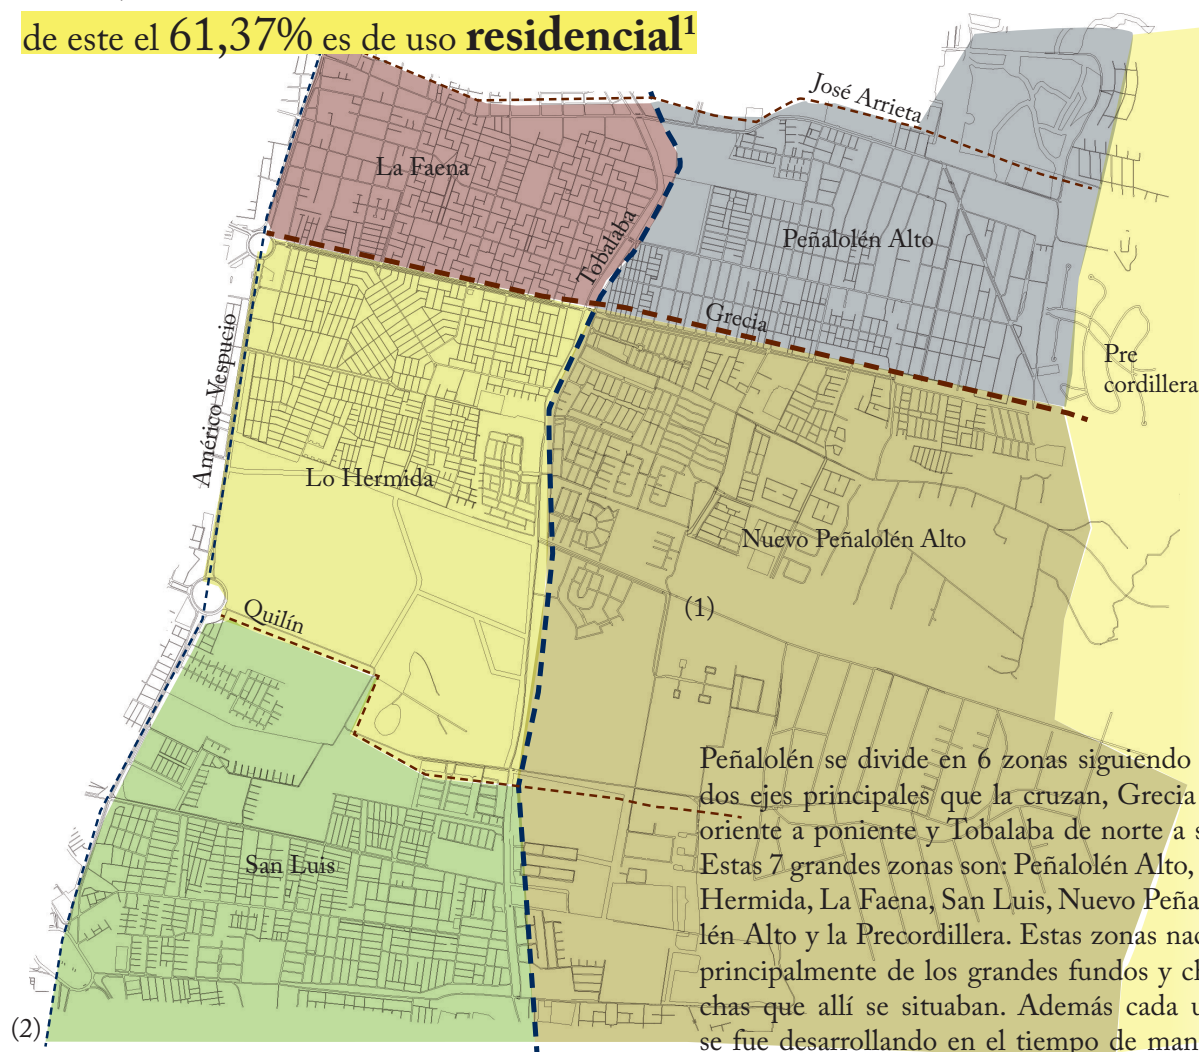 de este el 61,37% es de uso residencial¹
José Arrieta
La Faena
Tobalaba
Peñalolén Alto
Grecia
Pre
cordillera
Américo Vespucio
Lo Hermida
Nuevo Peñalolén Alto
(1)
Quilín
San Luis
Peñalolén se divide en 6 zonas siguiendo
dos ejes principales que la cruzan, Grecia
oriente a poniente y Tobalaba de norte a s
Estas 7 grandes zonas son: Peñalolén Alto,
Hermida, La Faena, San Luis, Nuevo Peña
lén Alto y la Precordillera. Estas zonas nac
principalmente de los grandes fundos y ch
chas que allí se situaban. Además cada u
se fue desarrollando en el tiempo de man
(2)